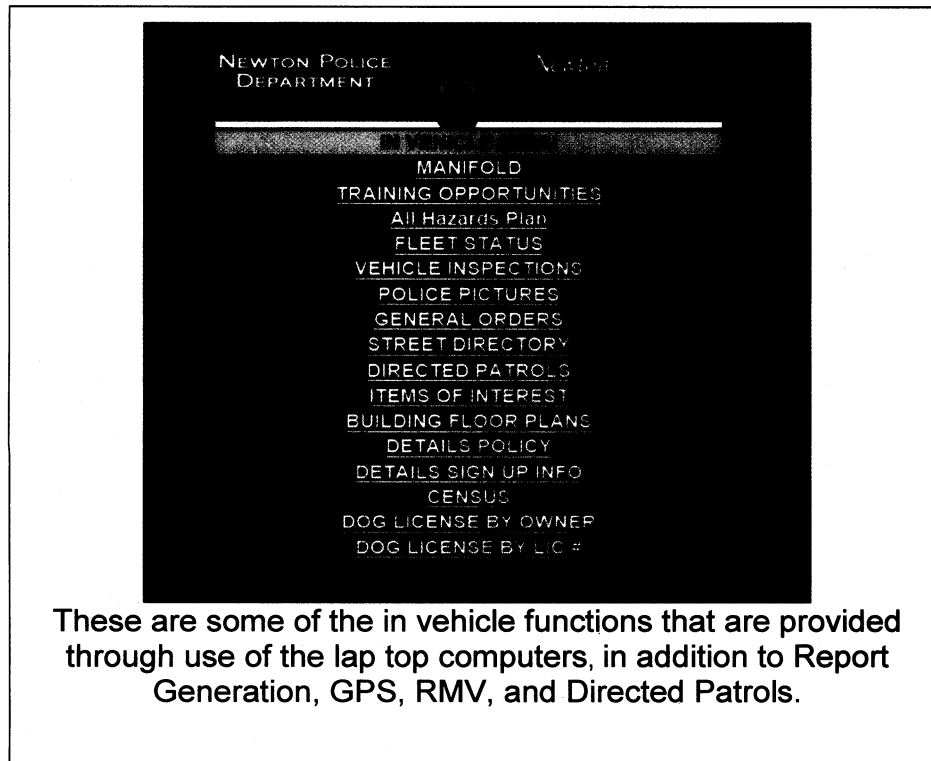 NEWTON POLICE
DEPARTMENT
Newton
IN VEHICLE
MANIFOLD
TRAINING OPPORTUNITIES
All Hazards Plan
FLEET STATUS
VEHICLE INSPECTIONS
POLICE PICTURES
GENERAL ORDERS
STREET DIRECTORY
DIRECTED PATROLS
ITEMS OF INTEREST
BUILDING FLOOR PLANS
DETAILS POLICY
DETAILS SIGN UP INFO
CENSUS
DOG LICENSE BY OWNER
DOG LICENSE BY LIC #
These are some of the in vehicle functions that are provided
through use of the lap top computers, in addition to Report
Generation, GPS, RMV, and Directed Patrols.